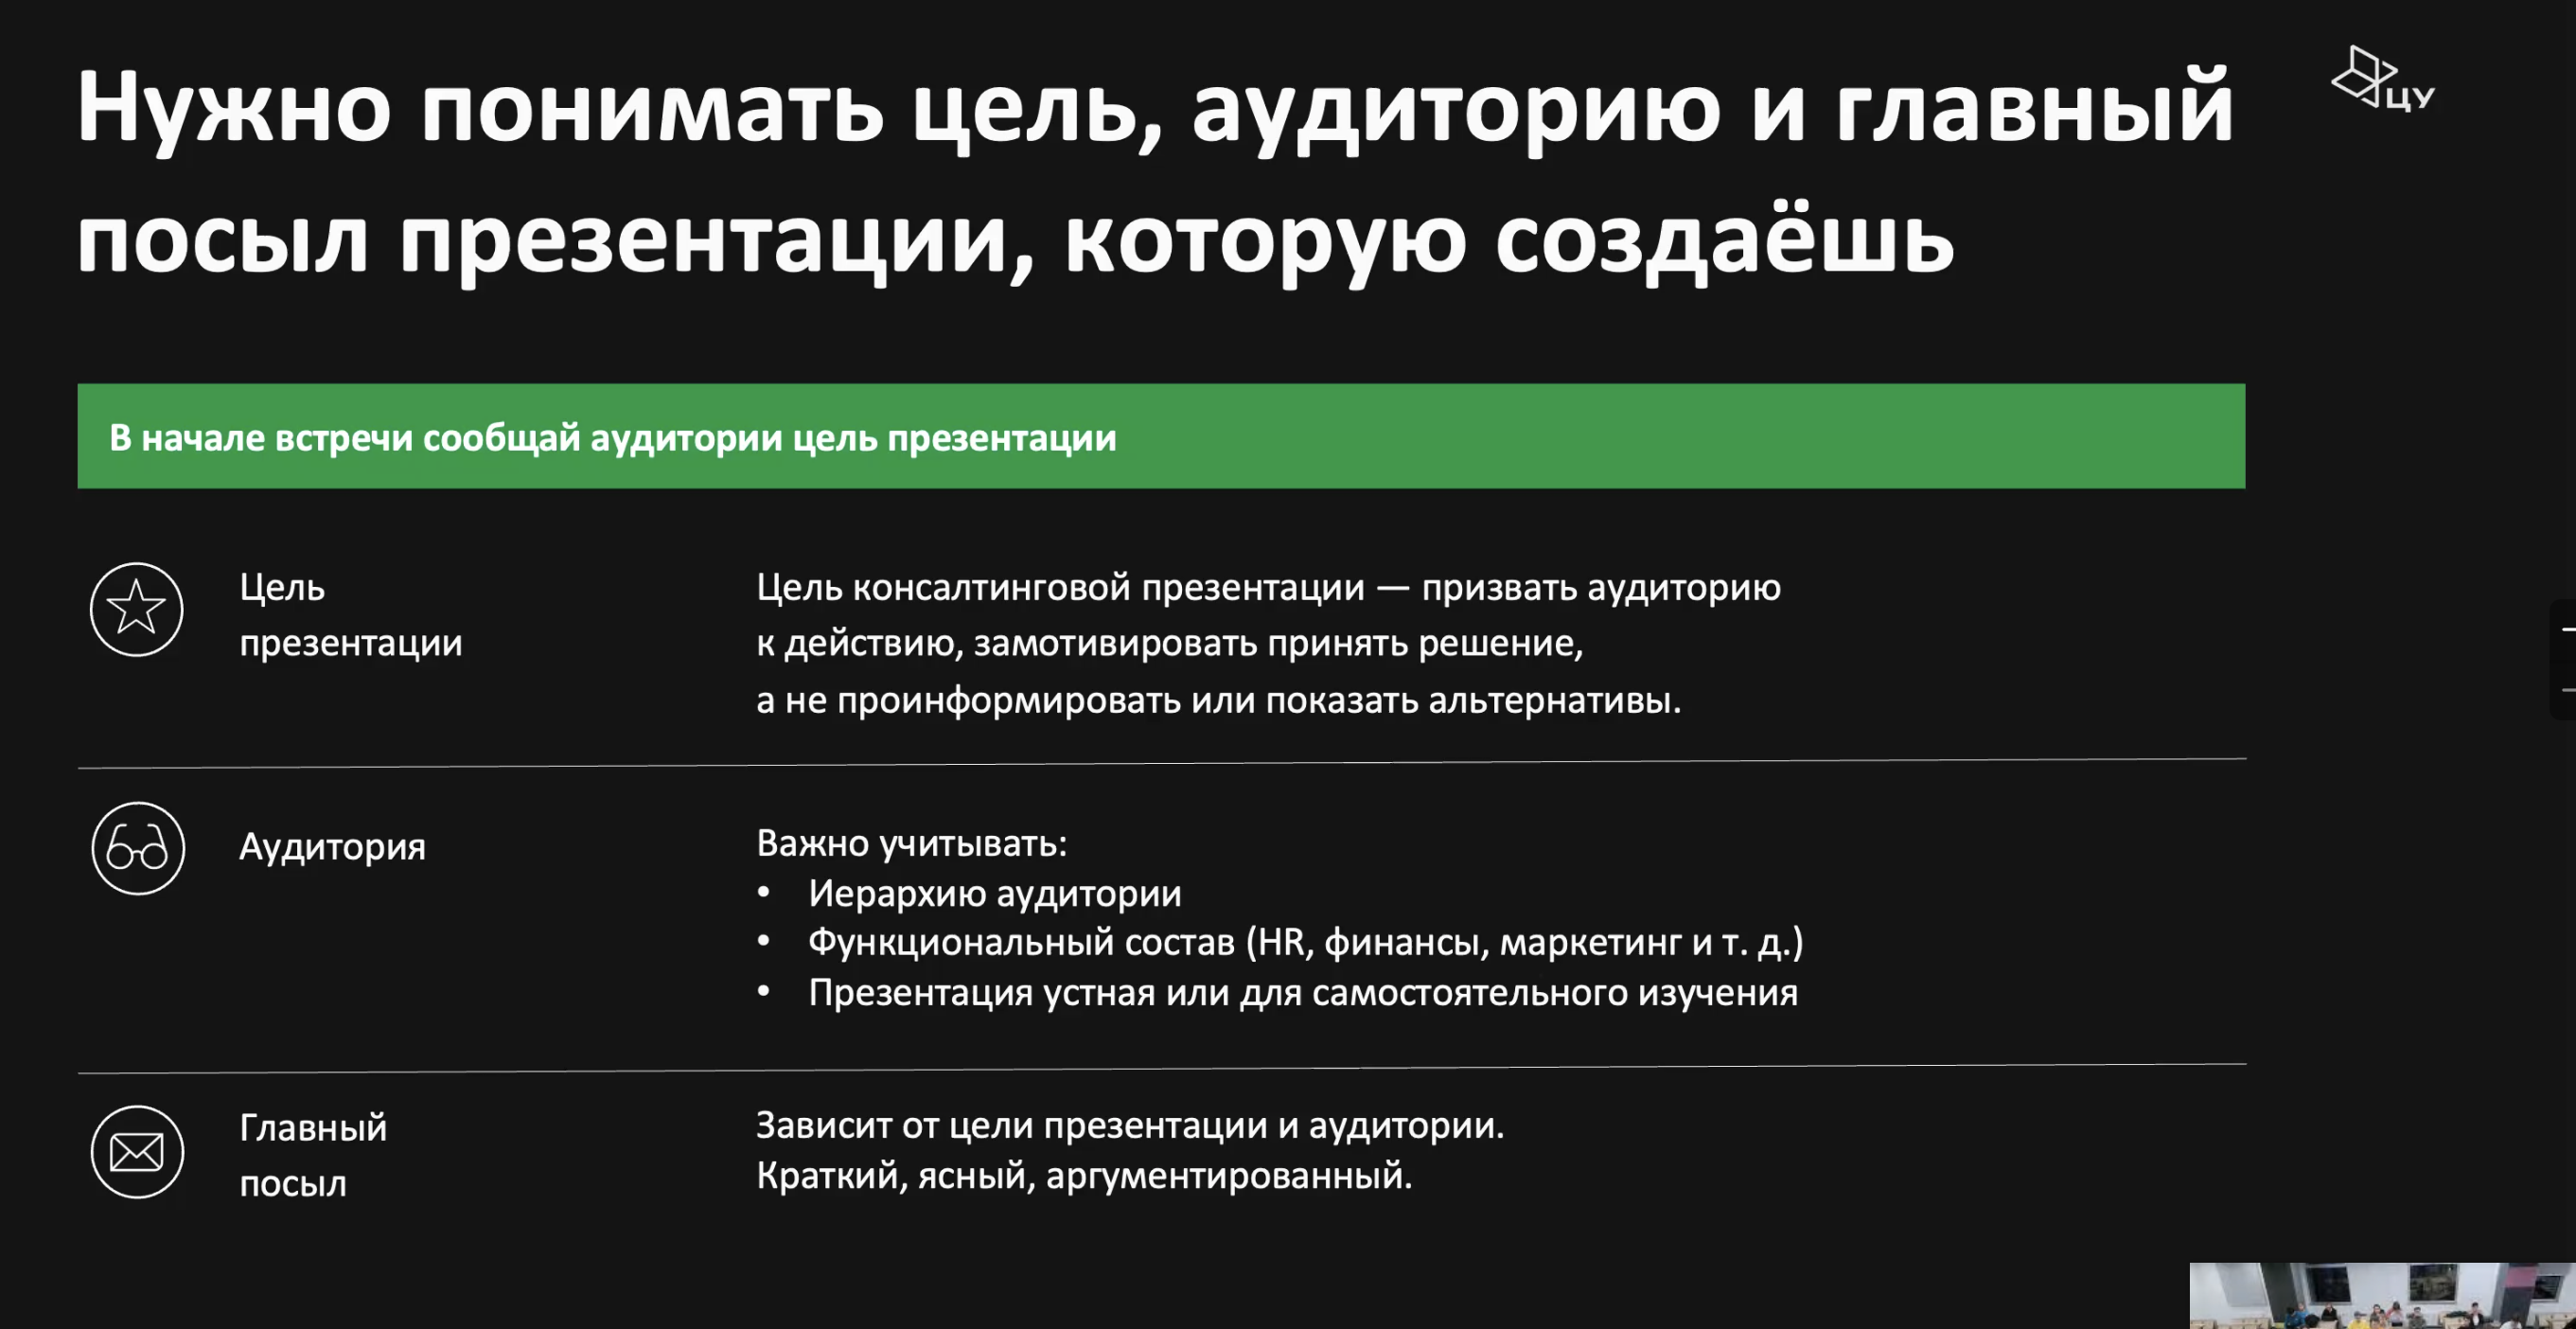 Нужно понимать цель, аудиторию и главный
посыл презентации, которую создаёшь
ЦУ
В начале встречи сообщай аудитории цель презентации
Цель
презентации
Цель консалтинговой презентации — призвать аудиторию
к действию, замотивировать принять решение,
а не проинформировать или показать альтернативы.
Аудитория
Важно учитывать:
• Иерархию аудитории
• Функциональный состав (HR, финансы, маркетинг и т. д.)
• Презентация устная или для самостоятельного изучения
Главный
посыл
Зависит от цели презентации и аудитории.
Краткий, ясный, аргументированный.